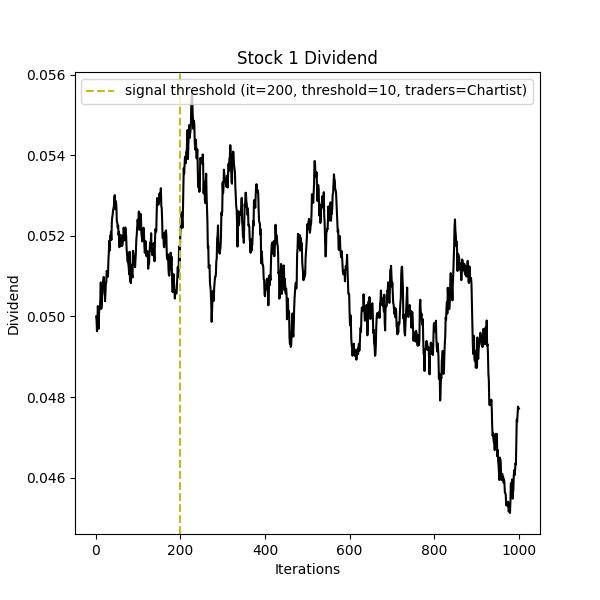 Stock 1 Dividend
signal threshold (it=200, threshold=10, traders=Chartist)
0.056
0.054
0.052
0.050
0.048
0.046
Dividend
0 200 400 600 800 1000
Iterations